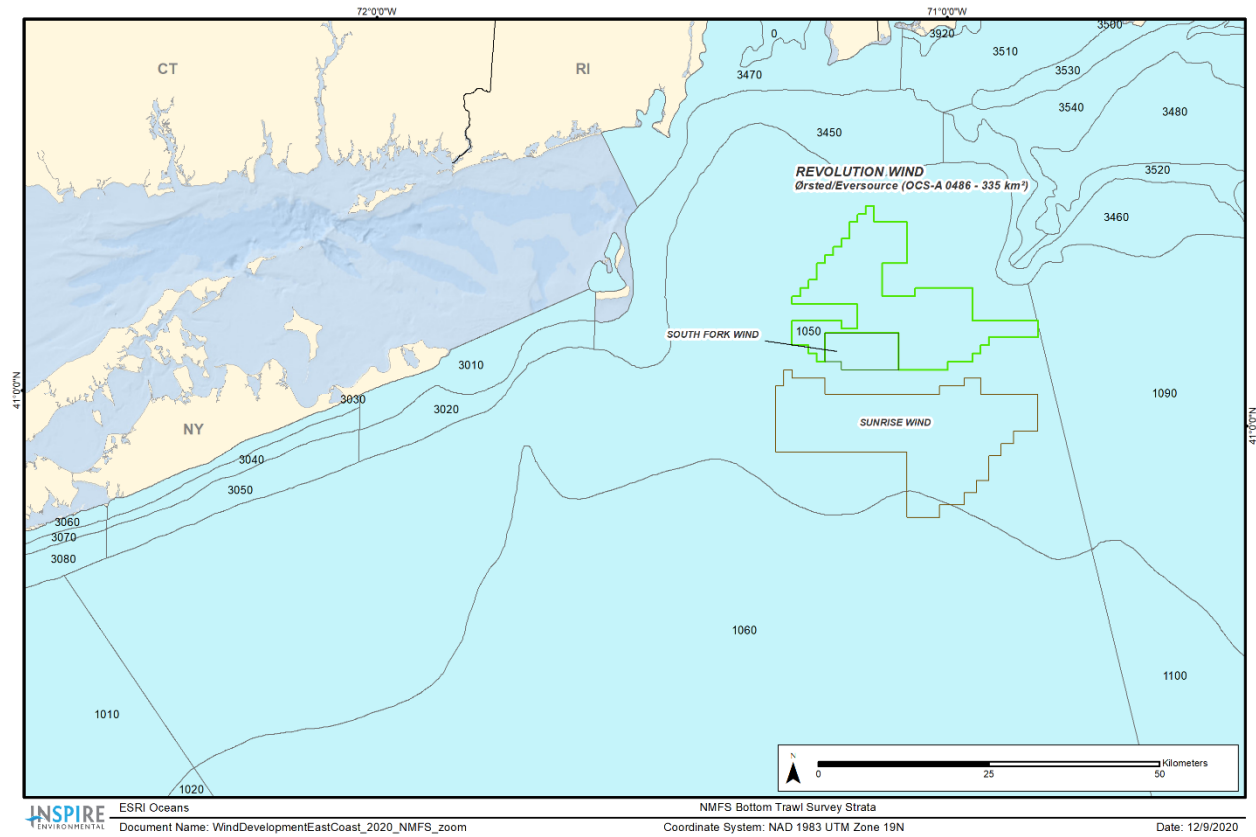 72°0'0"W
71°0'0"W
CT
RI
0
3920
3500
3510
3470
3530
3540
3480
3450
REVOLUTION WIND
Ørsted/Eversource (OCS-A 0486 - 335 km²)
3520
3460
1050
SOUTH FORK WIND
3010
41°0'0"N
3030
3020
1090
NY
SUNRISE WIND
41°0'0"N
3040
3050
3060
3070
3080
1060
1100
1010
1020
N
Kilometers
0
25
50
INSPIRE
ENVIRONMENTAL
ESRI Oceans
NMFS Bottom Trawl Survey Strata
Document Name: WindDevelopmentEastCoast_2020_NMFS_zoom
Coordinate System: NAD 1983 UTM Zone 19N
Date: 12/9/2020